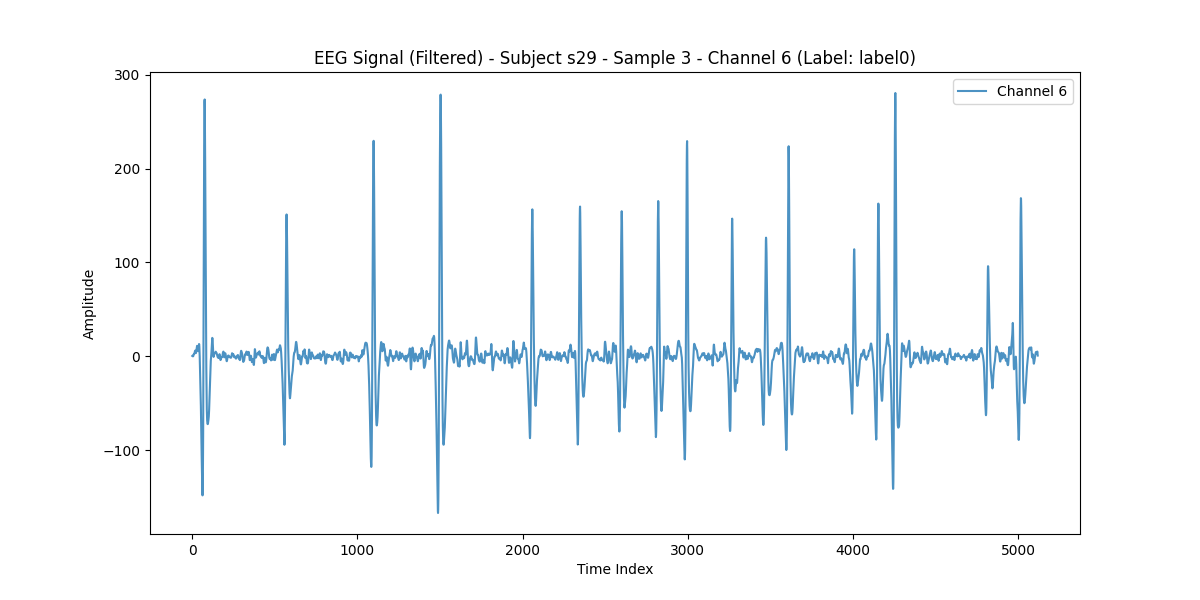 EEG Signal (Filtered) - Subject s29 - Sample 3 - Channel 6 (Label: label0)
Channel 6
300
200
100
0
−100
Amplitude
0 1000 2000 3000 4000 5000
Time Index